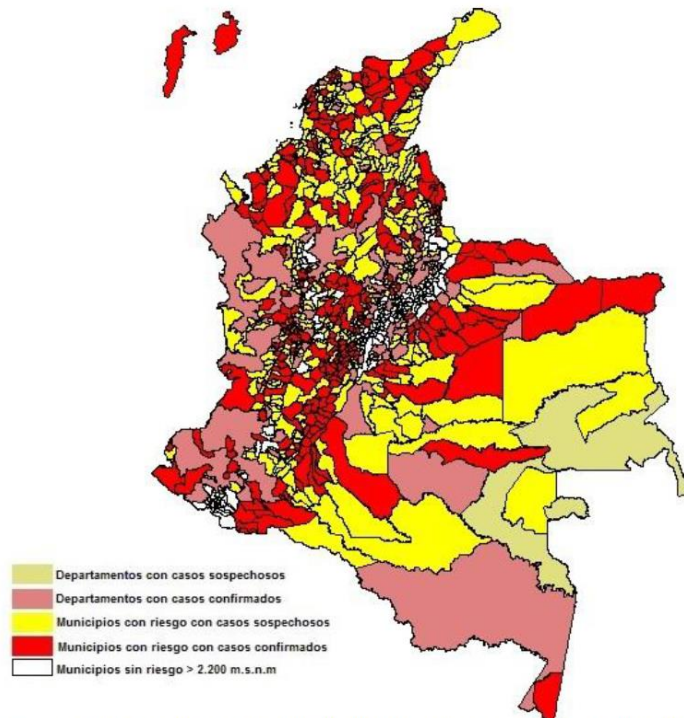 Departamentos con casos sospechosos
Departamentos con casos confirmados
Municipios con riesgo con casos sospechosos
Municipios con riesgo con casos confirmados
Municipios sin riesgo > 2.200 m.s.n.m